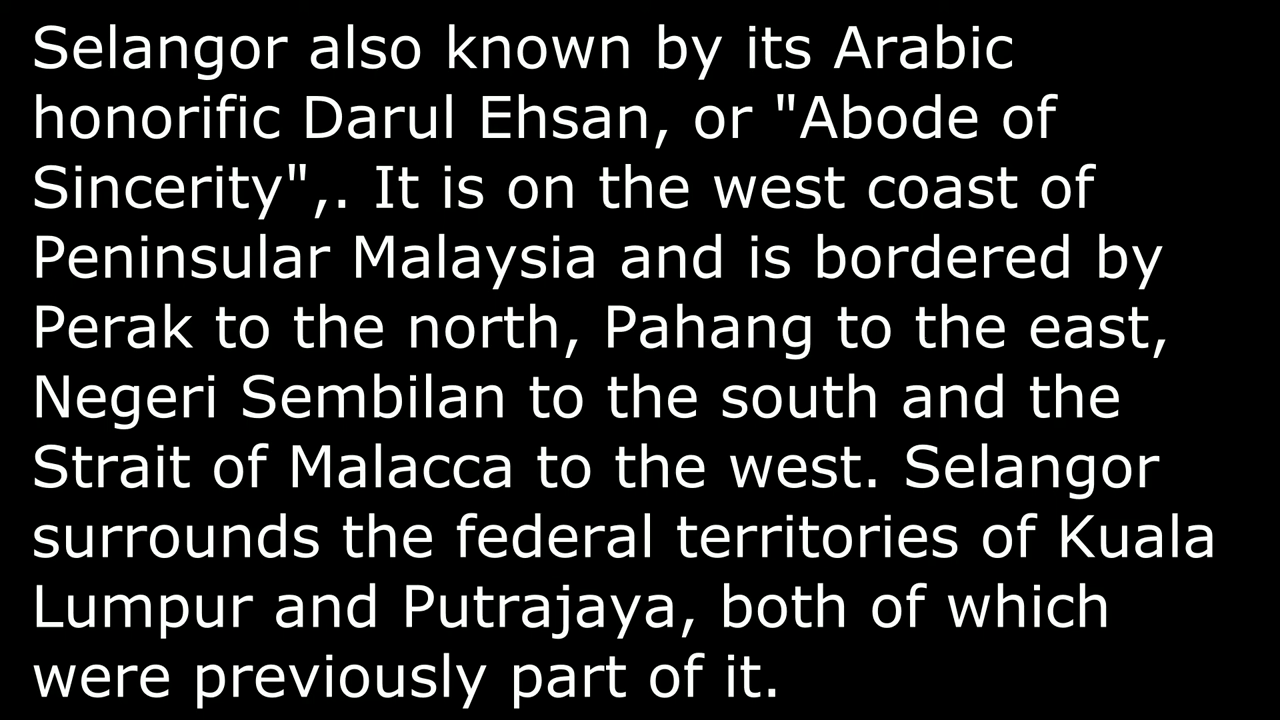 Selangor also known by its Arabic
honorific Darul Ehsan, or "Abode of
Sincerity",. It is on the west coast of
Peninsular Malaysia and is bordered by
Perak to the north, Pahang to the east,
Negeri Sembilan to the south and the
Strait of Malacca to the west. Selangor
surrounds the federal territories of Kuala
Lumpur and Putrajaya, both of which
were previously part of it.